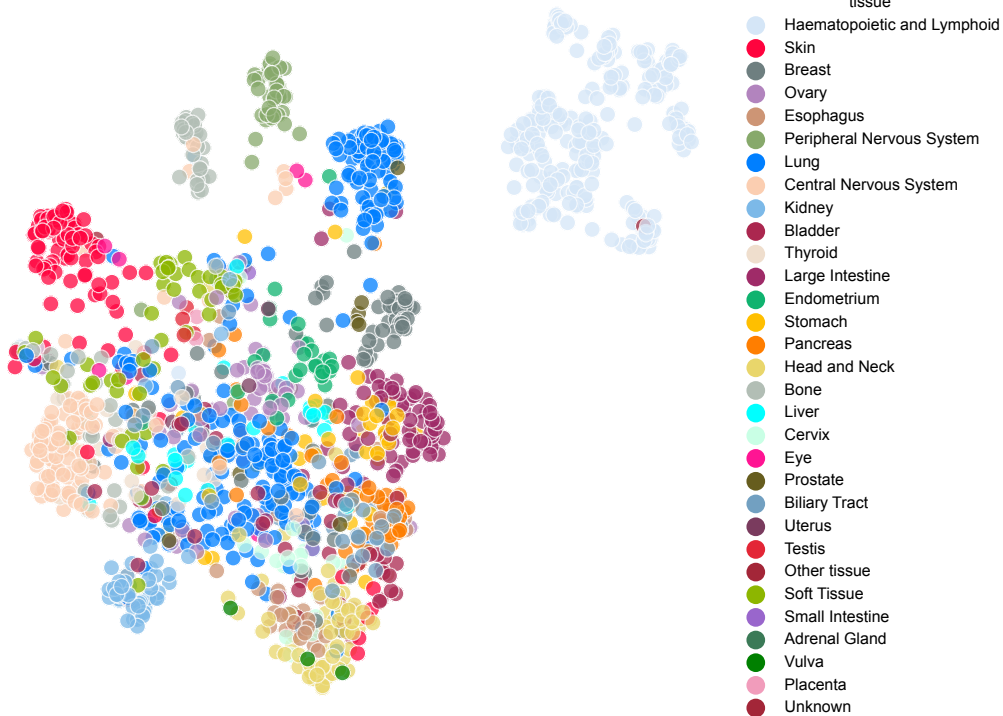 tissue
Haematopoietic and Lymphoid
Skin
Breast
Ovary
Esophagus
Peripheral Nervous System
Lung
Central Nervous System
Kidney
Bladder
Thyroid
Large Intestine
Endometrium
Stomach
Pancreas
Head and Neck
Bone
Liver
Cervix
Eye
Prostate
Biliary Tract
Uterus
Testis
Other tissue
Soft Tissue
Small Intestine
Adrenal Gland
Vulva
Placenta
Unknown